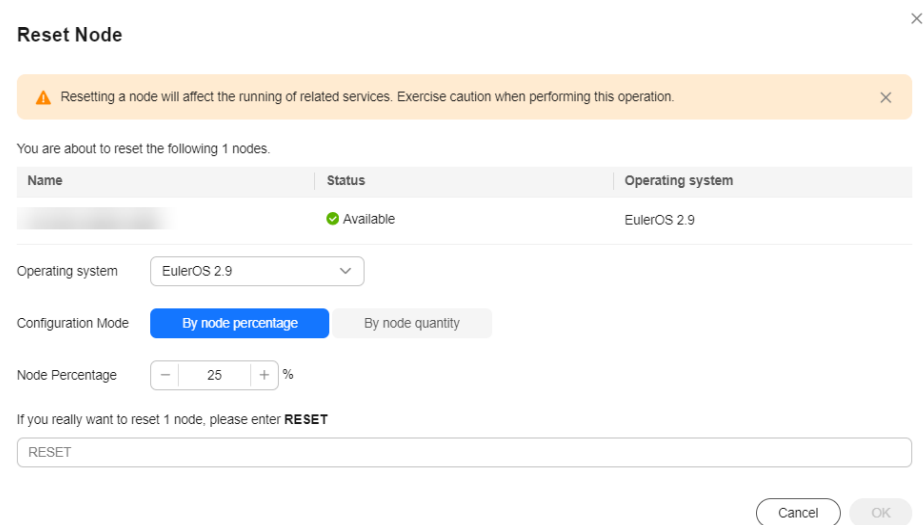 Reset Node
Resetting a node will affect the running of related services. Exercise caution when performing this operation.
You are about to reset the following 1 nodes.
Name Status Operating system
Available EulerOS 2.9
Operating system EulerOS 2.9
Configuration Mode By node percentage By node quantity
Node Percentage − 25 + %
If you really want to reset 1 node, please enter RESET
RESET
Cancel OK